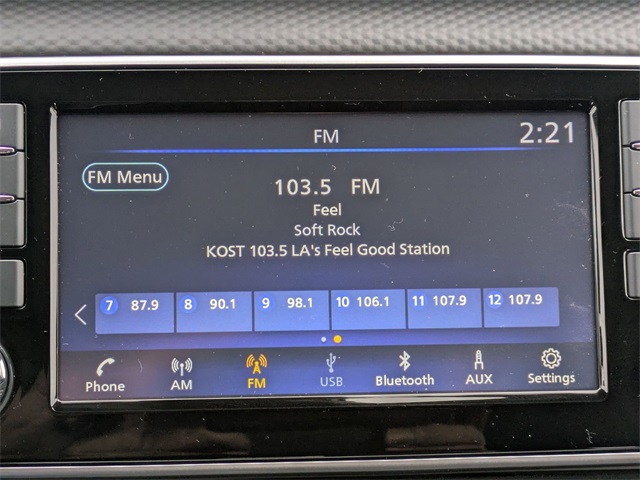 FM 2:21
FM Menu
103.5 FM
Feel
Soft Rock
KOST 103.5 LA's Feel Good Station
7 87.9 8 90.1 9 98.1 10 106.1 11 107.9 12 107.9
Phone AM FM USB Bluetooth AUX Settings